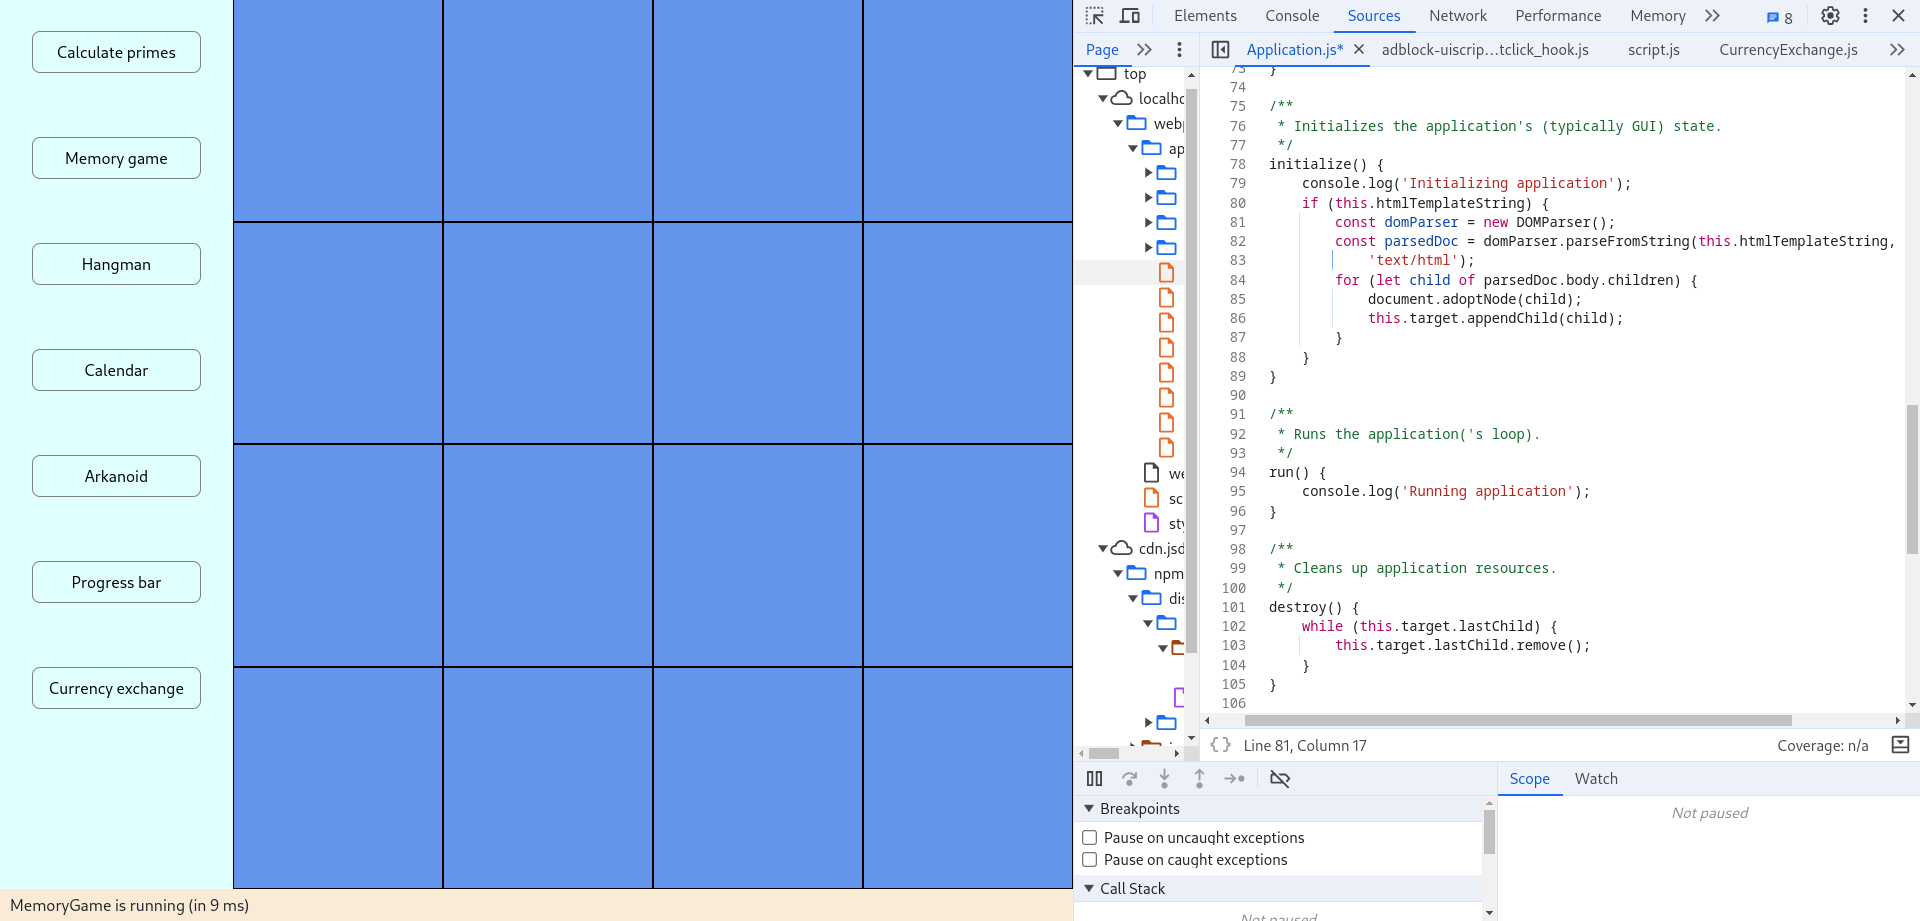 Calculate primes
Memory game
Hangman
Calendar
Arkanoid
Progress bar
Currency exchange
MemoryGame is running (in 9 ms)
Elements Console Sources Network Performance Memory 8
Page Application.js* adblock-uiscrip…tclick_hook.js script.js CurrencyExchange.js
top
localhc
web
ap
we
sc
sty
cdn.jsd
npm
dis
73 }
74
75 /**
76 * Initializes the application's (typically GUI) state.
77 */
78 initialize() {
79 console.log('Initializing application');
80 if (this.htmlTemplateString) {
81 const domParser = new DOMParser();
82 const parsedDoc = domParser.parseFromString(this.htmlTemplateString,
83 'text/html');
84 for (let child of parsedDoc.body.children) {
85 document.adoptNode(child);
86 this.target.appendChild(child);
87 }
88 }
89 }
90
91 /**
92 * Runs the application('s loop).
93 */
94 run() {
95 console.log('Running application');
96 }
97
98 /**
99 * Cleans up application resources.
100 */
101 destroy() {
102 while (this.target.lastChild) {
103 this.target.lastChild.remove();
104 }
105 }
106
{} Line 81, Column 17 Coverage: n/a
Breakpoints
Pause on uncaught exceptions
Pause on caught exceptions
Call Stack
Not paused
Scope Watch
Not paused